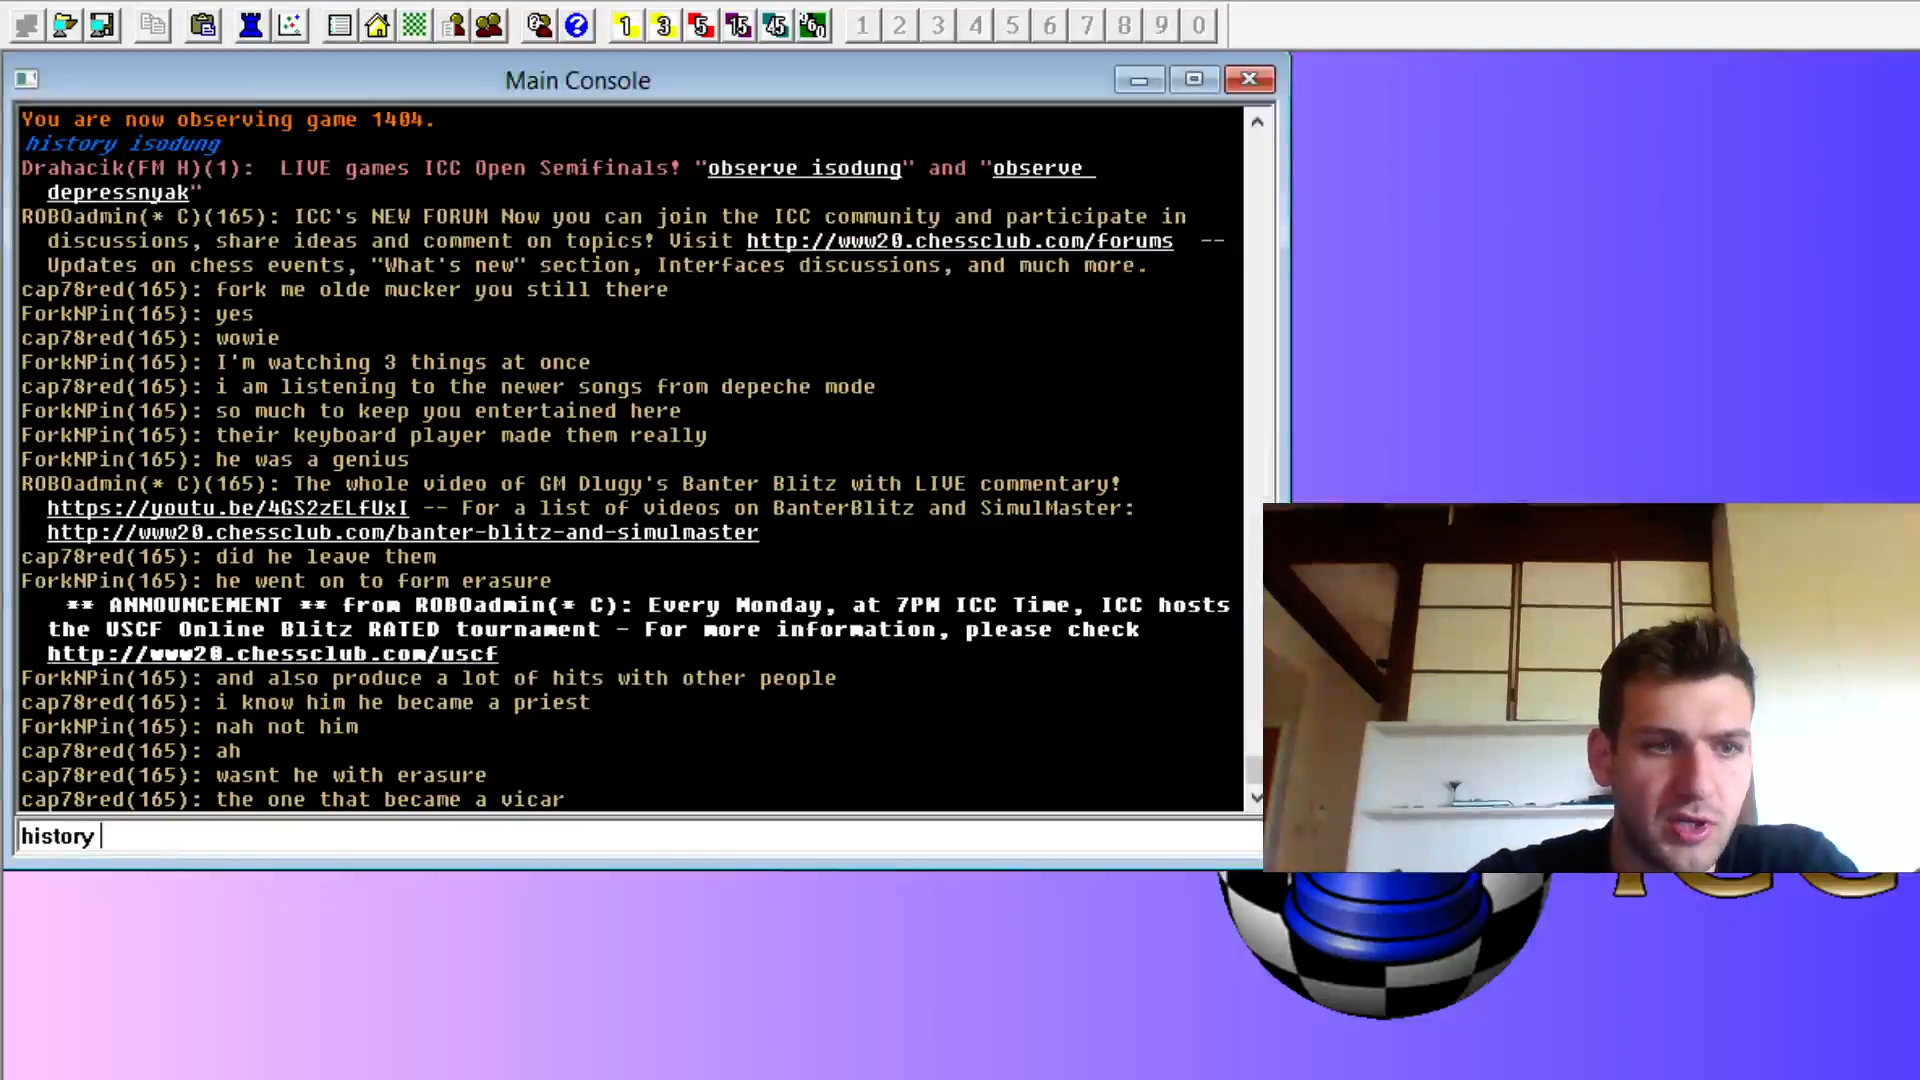 1 3 5 15 45 60 1 2 3 4 5 6 7 8 9 0
Main Console
You are now observing game 1404.
history isodung
Drahacik(FM H)(1):  LIVE games ICC Open Semifinals! "observe isodung" and "observe
depressnyak"
ROBOadmin(* C)(165): ICC's NEW FORUM Now you can join the ICC community and participate in
discussions, share ideas and comment on topics! Visit http://www20.chessclub.com/forums  --
Updates on chess events, "What's new" section, Interfaces discussions, and much more.
cap78red(165): fork me olde mucker you still there
ForkNPin(165): yes
cap78red(165): wowie
ForkNPin(165): I'm watching 3 things at once
cap78red(165): i am listening to the newer songs from depeche mode
ForkNPin(165): so much to keep you entertained here
ForkNPin(165): their keyboard player made them really
ForkNPin(165): he was a genius
ROBOadmin(* C)(165): The whole video of GM Dlugy's Banter Blitz with LIVE commentary!
https://youtu.be/4GS2zELfUxI -- For a list of videos on BanterBlitz and SimulMaster:
http://www20.chessclub.com/banter-blitz-and-simulmaster
cap78red(165): did he leave them
ForkNPin(165): he went on to form erasure
** ANNOUNCEMENT ** from ROBOadmin(* C): Every Monday, at 7PM ICC Time, ICC hosts
the USCF Online Blitz RATED tournament - For more information, please check
http://www20.chessclub.com/uscf
ForkNPin(165): and also produce a lot of hits with other people
cap78red(165): i know him he became a priest
ForkNPin(165): nah not him
cap78red(165): ah
cap78red(165): wasnt he with erasure
cap78red(165): the one that became a vicar
history
ICC